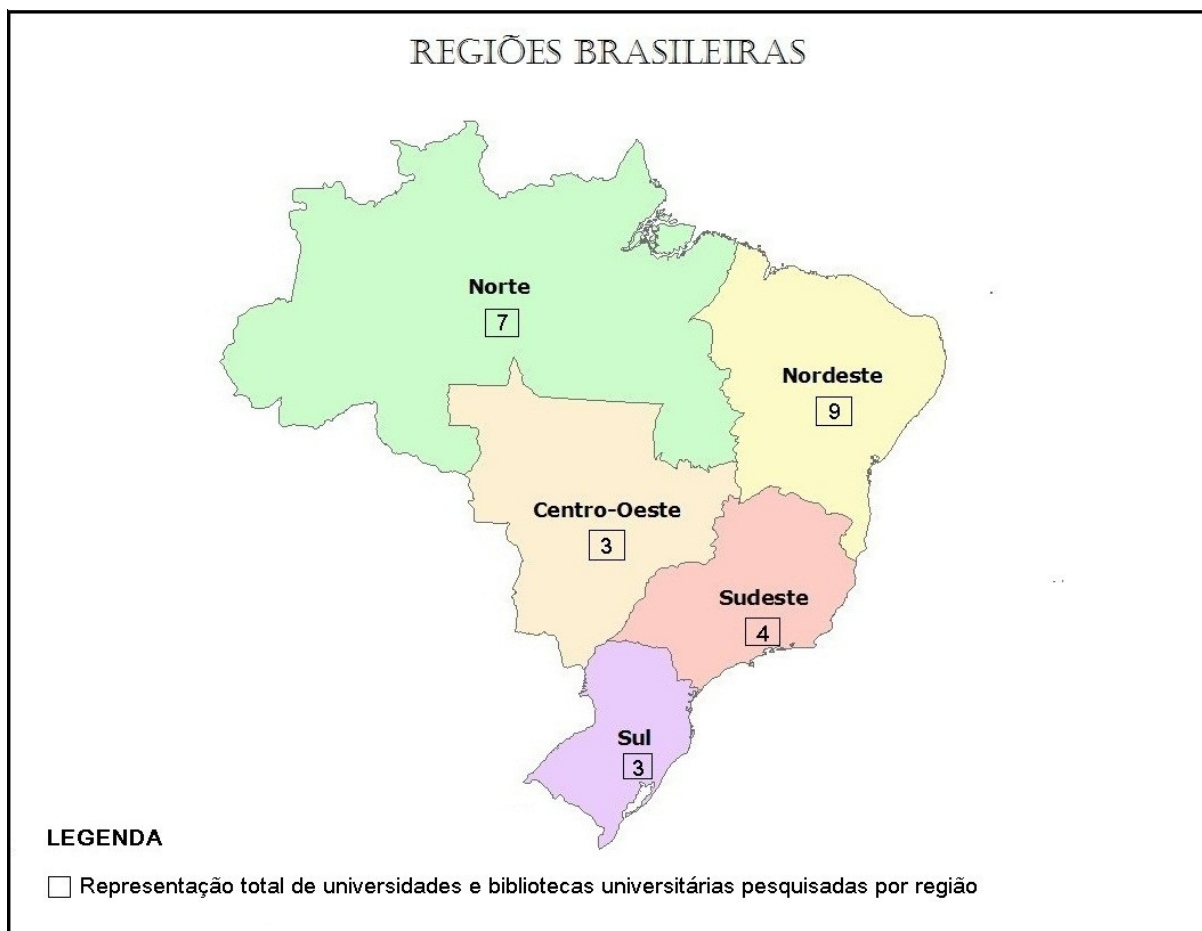 REGIÕES BRASILEIRAS
Norte
7
Nordeste
9
Centro-Oeste
3
Sudeste
4
Sul
3
LEGENDA
Representação total de universidades e bibliotecas universitárias pesquisadas por região